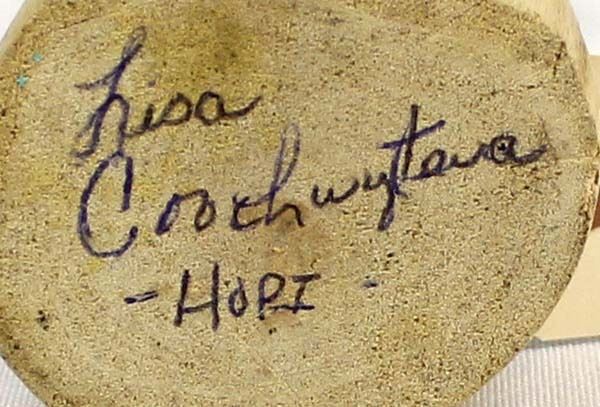 Lisa
Coochwytewa
- HOPI -